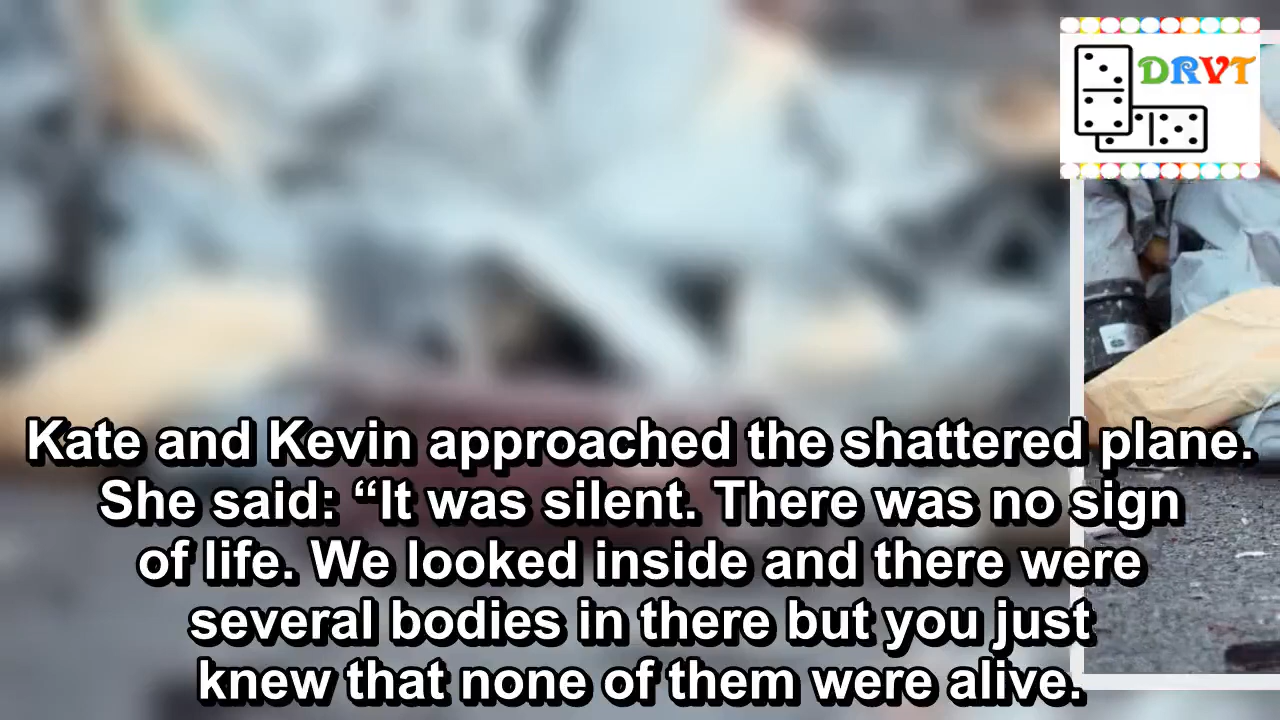 DRVT
Kate and Kevin approached the shattered plane.
She said: “It was silent. There was no sign
of life. We looked inside and there were
several bodies in there but you just
knew that none of them were alive.